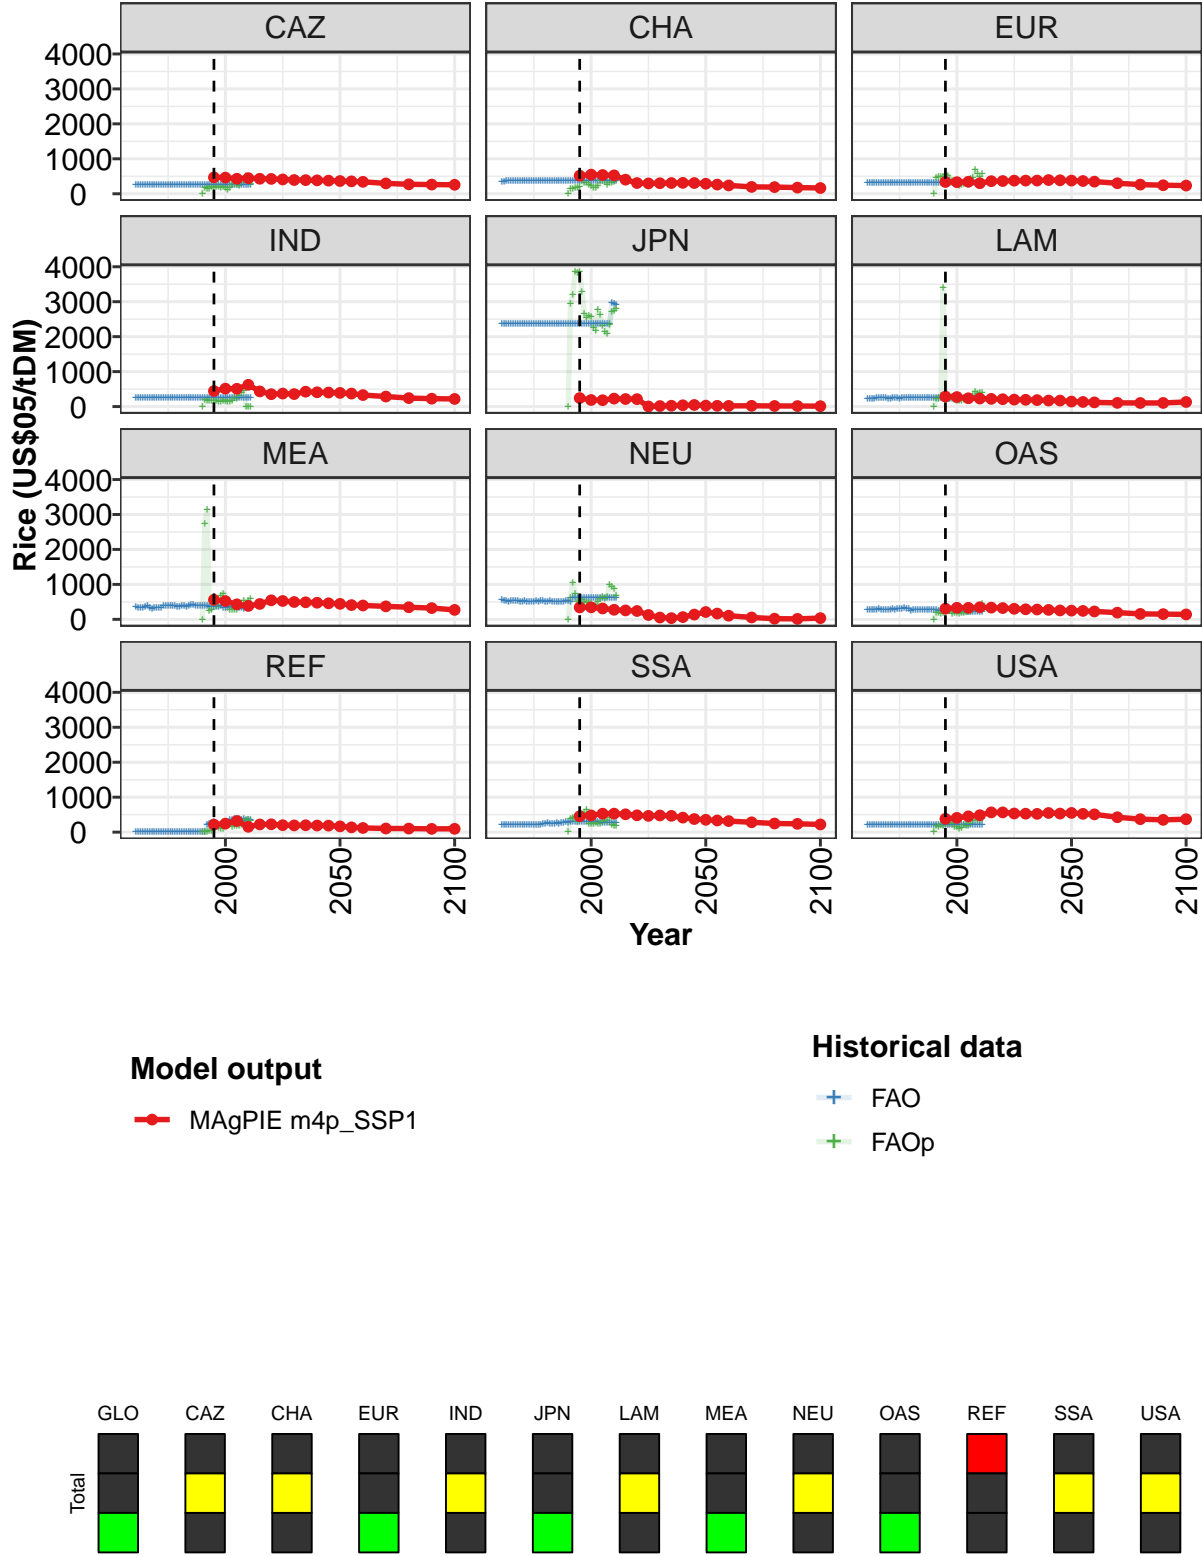 CAZ CHA EUR
4000
3000
2000
1000
0
IND JPN LAM
4000
3000
2000
1000
0
MEA NEU OAS
4000
3000
2000
1000
0
REF SSA USA
4000
3000
2000
1000
0
Rice (US$05/tDM)
2000 2050 2100 2000 2050 2100 2000 2050 2100
Year
Model output
MAgPIE m4p_SSP1
Historical data
FAO
FAOp
GLO CAZ CHA EUR IND JPN LAM MEA NEU OAS REF SSA USA
Total